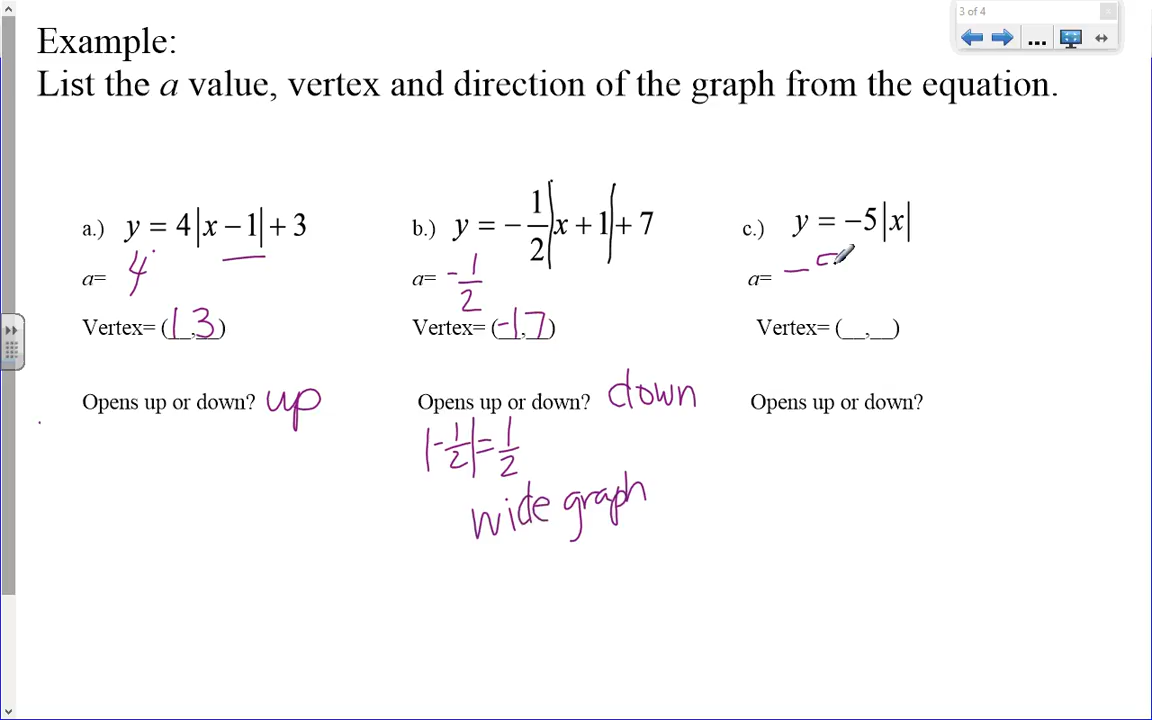 3 of 4
Example:
List the a value, vertex and direction of the graph from the equation.
a.) y = 4|x − 1| + 3
a= 4
Vertex= (1,3)
Opens up or down? up
b.) y = −1/2|x + 1| + 7
a= -1/2
Vertex= (-1,7)
Opens up or down? down
|-1/2| = 1/2
wide graph
c.) y = −5|x|
a= −
Vertex= (__,__)
Opens up or down?